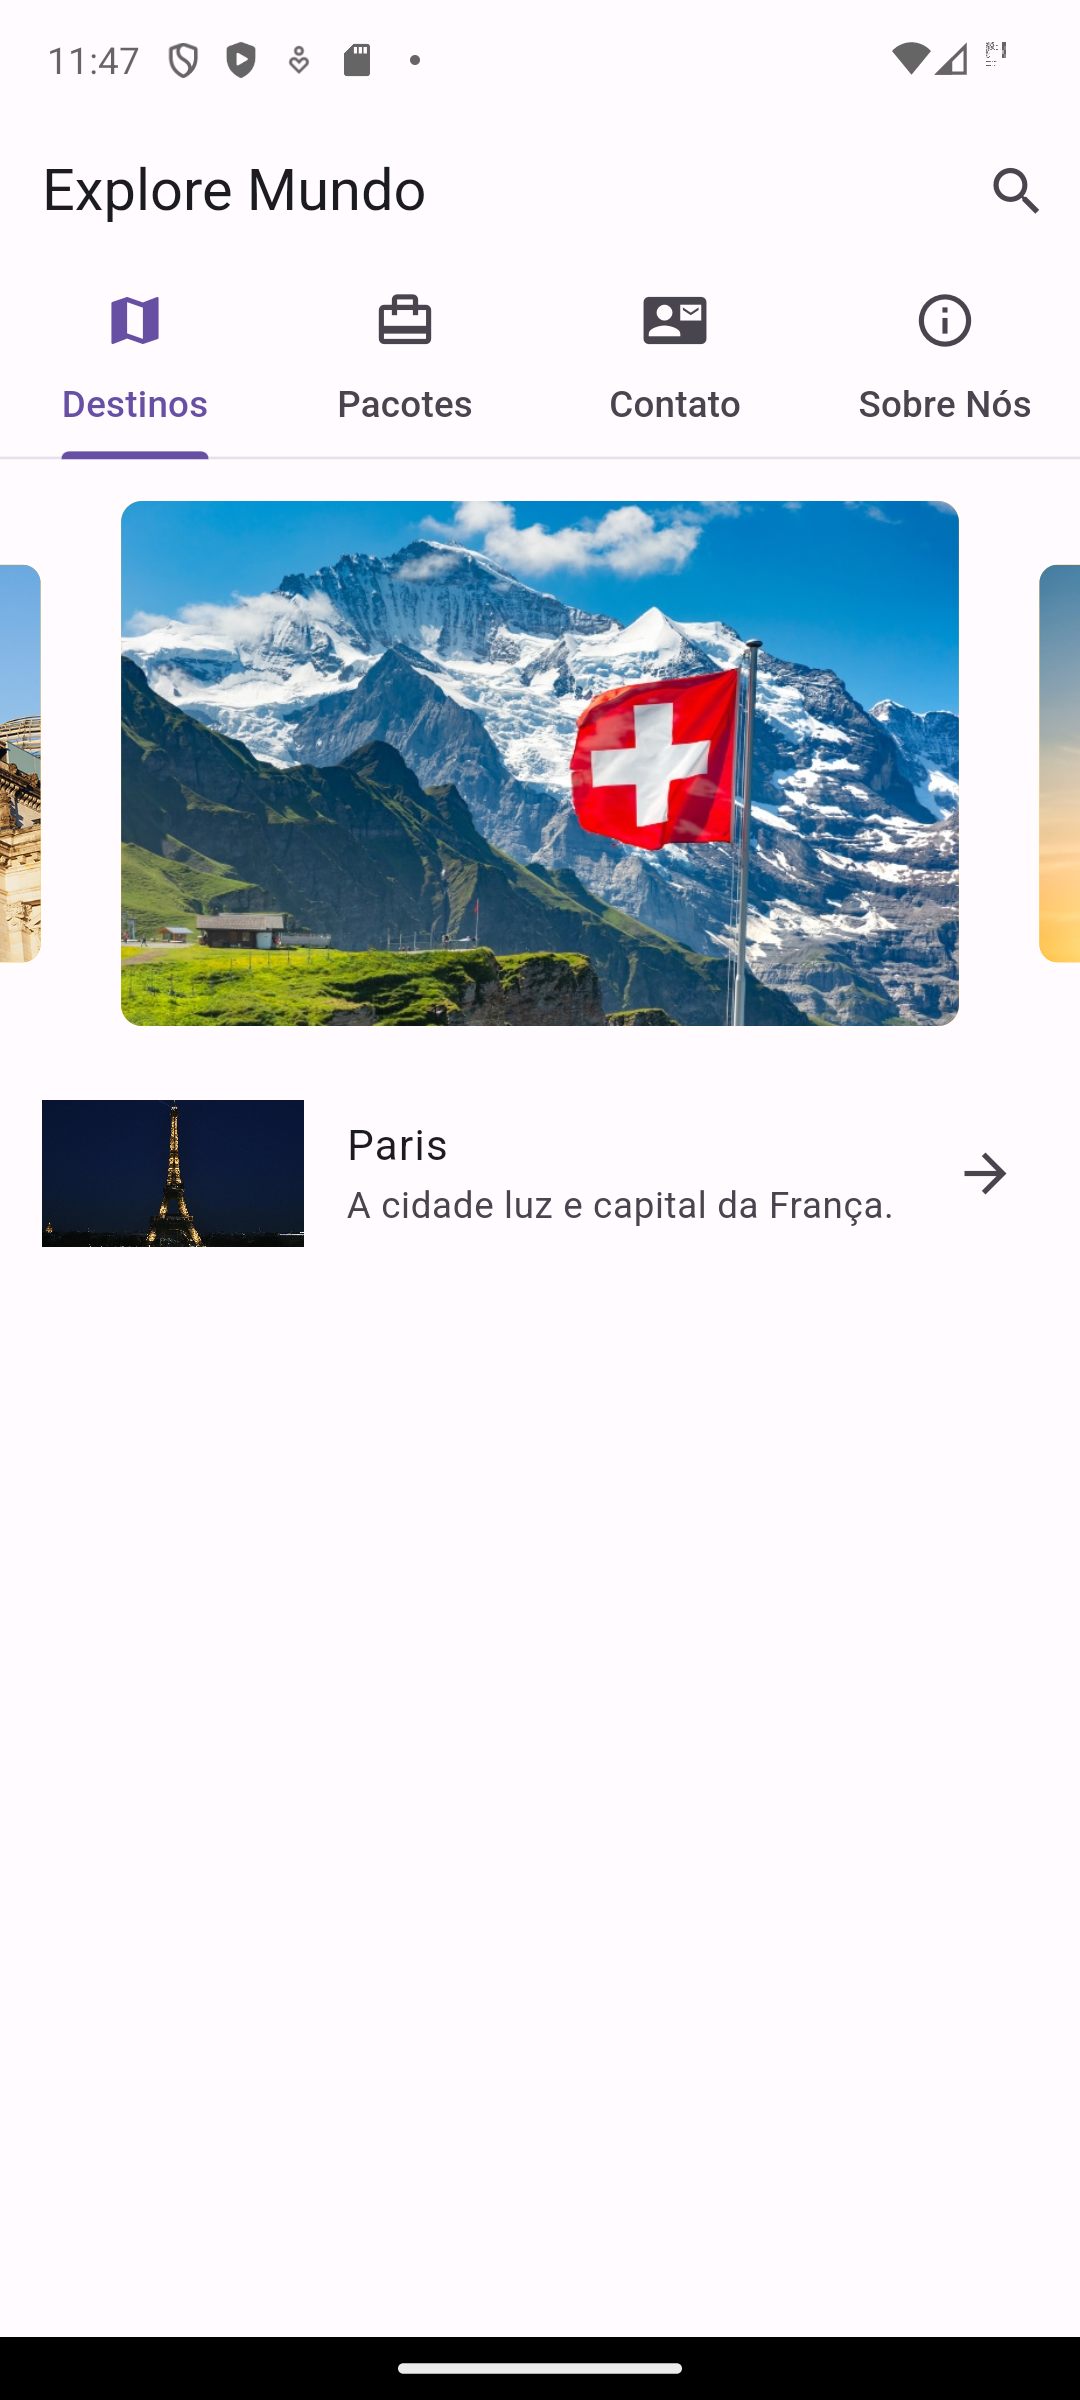 11:47
Explore Mundo
Destinos
Pacotes
Contato
Sobre Nós
Paris
A cidade luz e capital da França.